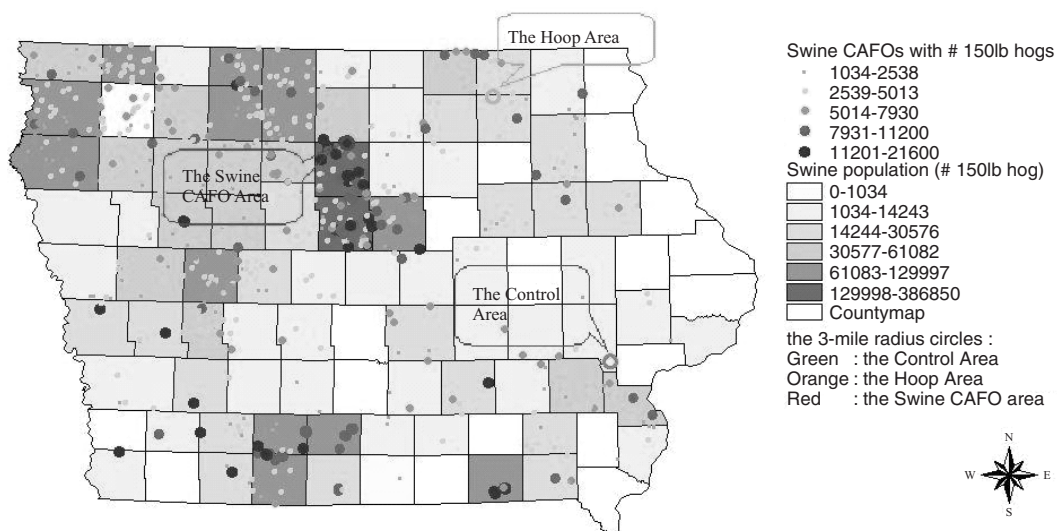 The Hoop Area
The Swine
CAFO Area
The Control
Area
Swine CAFOs with # 150lb hogs
1034-2538
2539-5013
5014-7930
7931-11200
11201-21600
Swine population (# 150lb hog)
0-1034
1034-14243
14244-30576
30577-61082
61083-129997
129998-386850
Countymap
the 3-mile radius circles :
Green : the Control Area
Orange : the Hoop Area
Red : the Swine CAFO area
N
W E
S